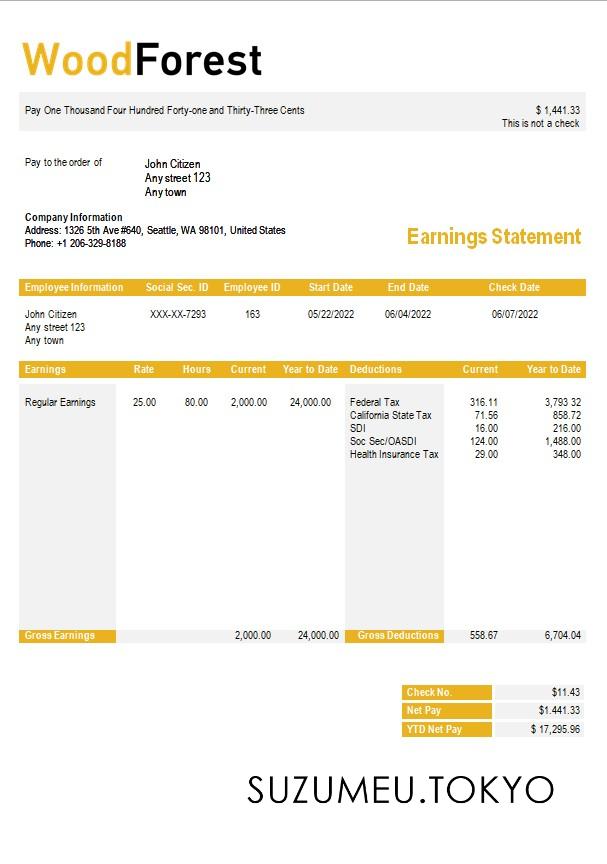 WoodForest
Pay One Thousand Four Hundred Forty-one and Thirty-Three Cents $ 1,441.33
This is not a check
Pay to the order of John Citizen
Any street 123
Any town
Company Information
Address: 1326 5th Ave #640, Seattle, WA 98101, United States
Phone: +1 206-329-8188
Earnings Statement
Employee Information Social Sec. ID Employee ID Start Date End Date Check Date
John Citizen XXX-XX-7293 163 05/22/2022 06/04/2022 06/07/2022
Any street 123
Any town
Earnings Rate Hours Current Year to Date Deductions Current Year to Date
Regular Earnings 25.00 80.00 2,000.00 24,000.00 Federal Tax 316.11 3,793 32
California State Tax 71.56 858.72
SDI 16.00 216.00
Soc Sec/OASDI 124.00 1,488.00
Health Insurance Tax 29.00 348.00
Gross Earnings 2,000.00 24,000.00 Gross Deductions 558.67 6,704.04
Check No. $11.43
Net Pay $1.441.33
YTD Net Pay $ 17,295.96
SUZUMEU.TOKYO